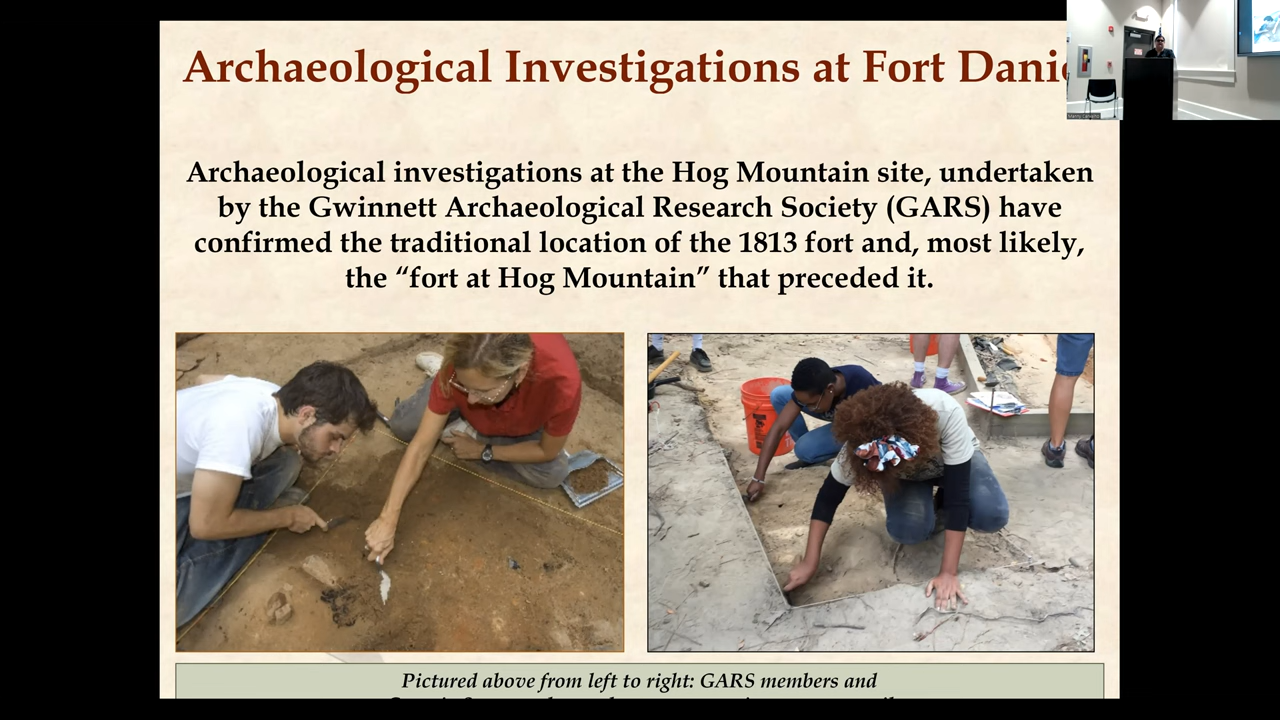 Archaeological Investigations at Fort Danie
Archaeological investigations at the Hog Mountain site, undertaken
by the Gwinnett Archaeological Research Society (GARS) have
confirmed the traditional location of the 1813 fort and, most likely,
the “fort at Hog Mountain” that preceded it.
Pictured above from left to right: GARS members and